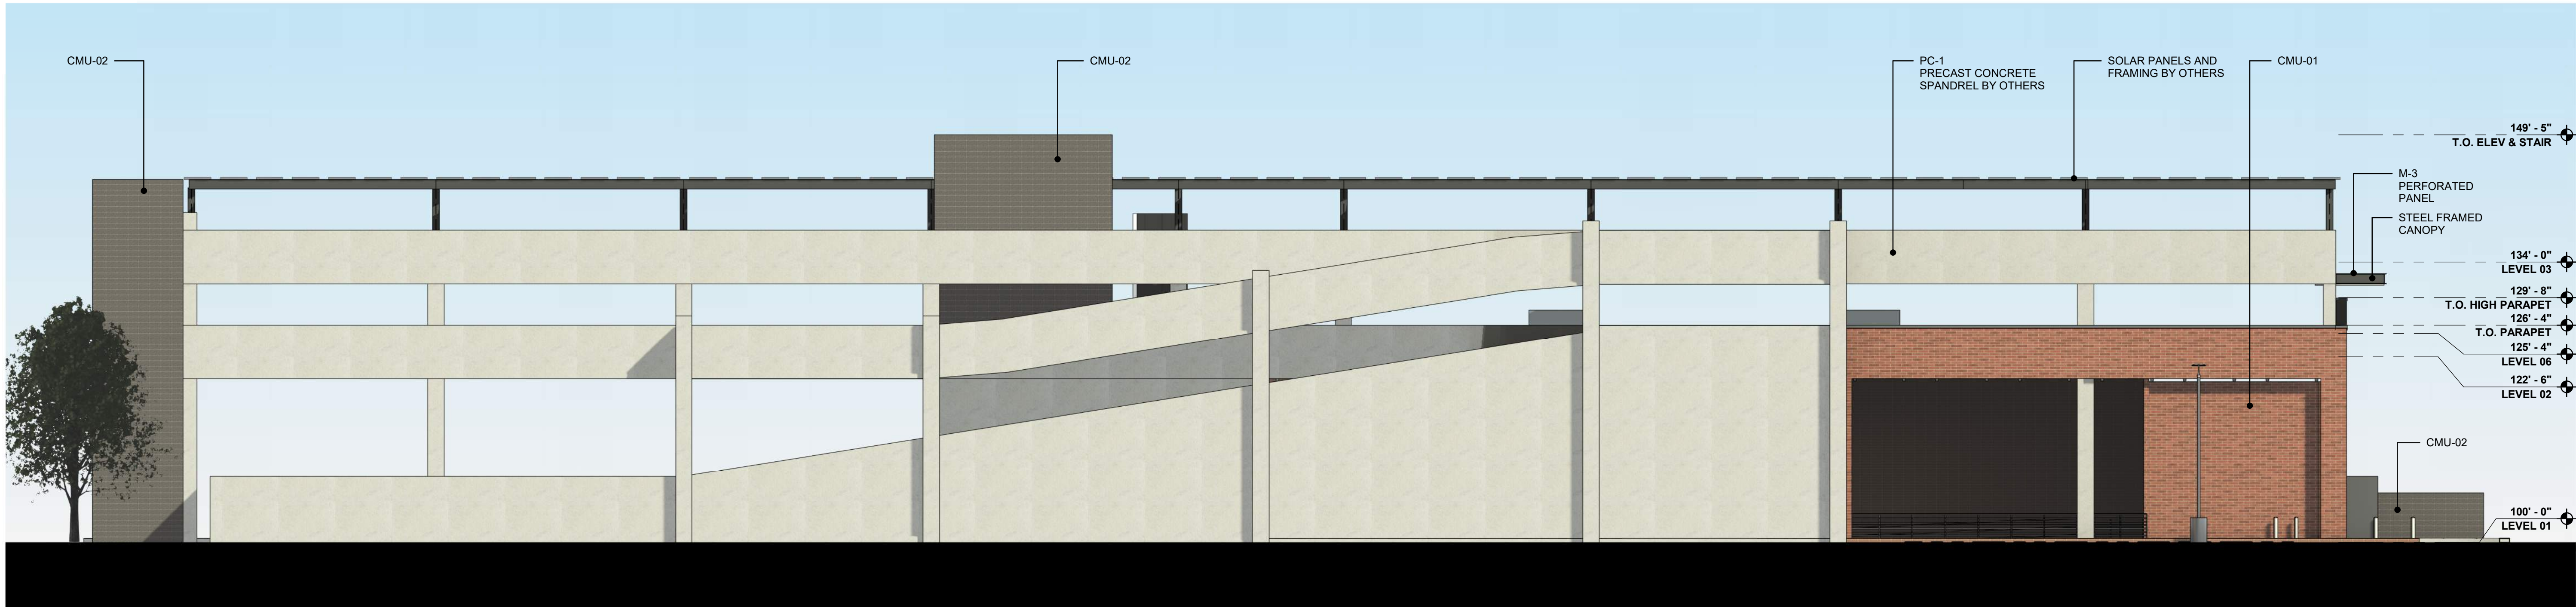 CMU-02
CMU-02
PC-1
PRECAST CONCRETE
SPANDREL BY OTHERS
SOLAR PANELS AND
FRAMING BY OTHERS
CMU-01
149' - 5"
T.O. ELEV & STAIR
M-3
PERFORATED
PANEL
STEEL FRAMED
CANOPY
134' - 0"
LEVEL 03
129' - 8"
T.O. HIGH PARAPET
126' - 4"
T.O. PARAPET
125' - 4"
LEVEL 06
122' - 6"
LEVEL 02
CMU-02
100' - 0"
LEVEL 01